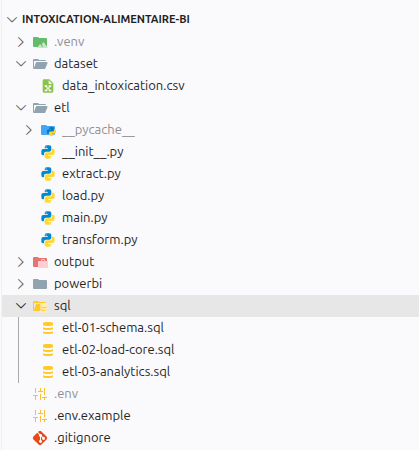 INTOXICATION-ALIMENTAIRE-BI
.venv
dataset
data_intoxication.csv
etl
__pycache__
__init__.py
extract.py
load.py
main.py
transform.py
output
powerbi
sql
etl-01-schema.sql
etl-02-load-core.sql
etl-03-analytics.sql
.env
.env.example
.gitignore